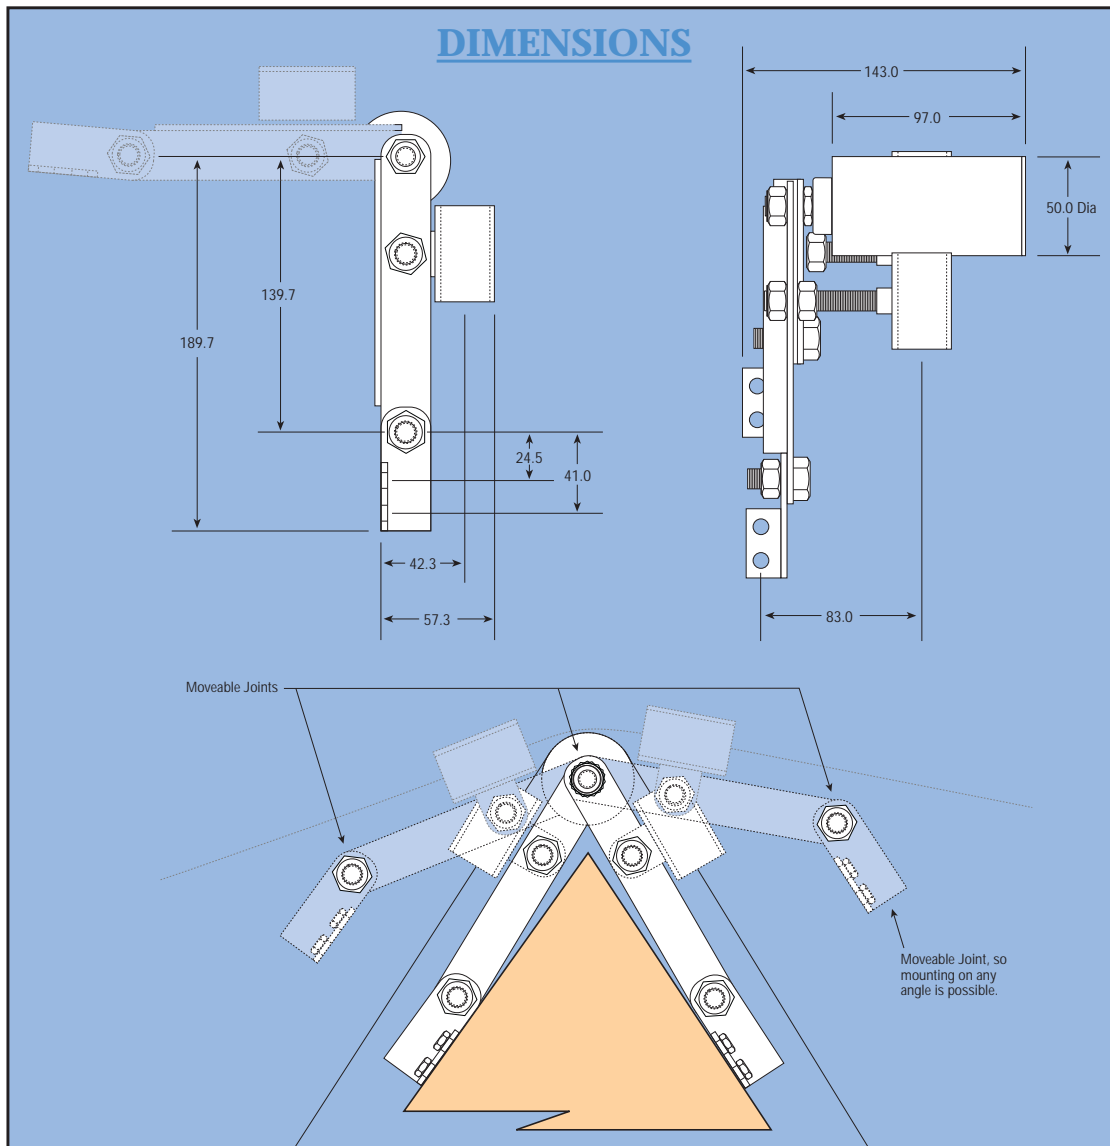 DIMENSIONS
143.0
97.0
50.0 Dia
139.7
189.7
24.5
41.0
42.3
57.3
83.0
Moveable Joints
Moveable Joint, so
mounting on any
angle is possible.